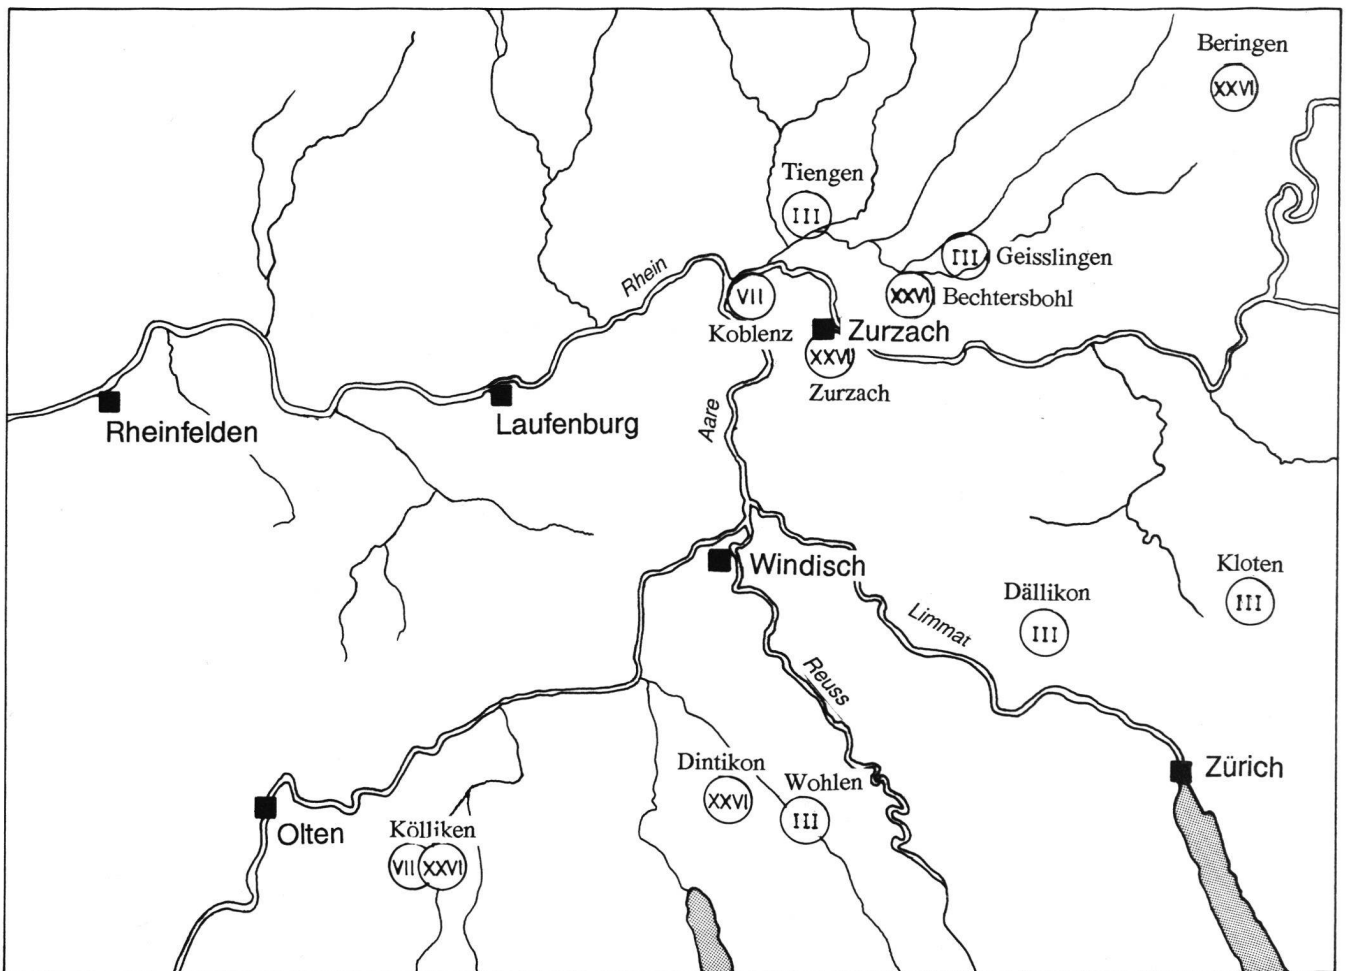 Beringen
XXVI
Tiengen
III
III
Geisslingen
Rhein
VII
XXVI
Bechtersbohl
Koblenz
Zurzach
XXVI
Zurzach
Rheinfelden
Laufenburg
Aare
Windisch
Kloten
III
Dällikon
III
Limmat
Reuss
Dintikon
XXVI
Wohlen
III
Zürich
Olten
Kölliken
VII
XXVI